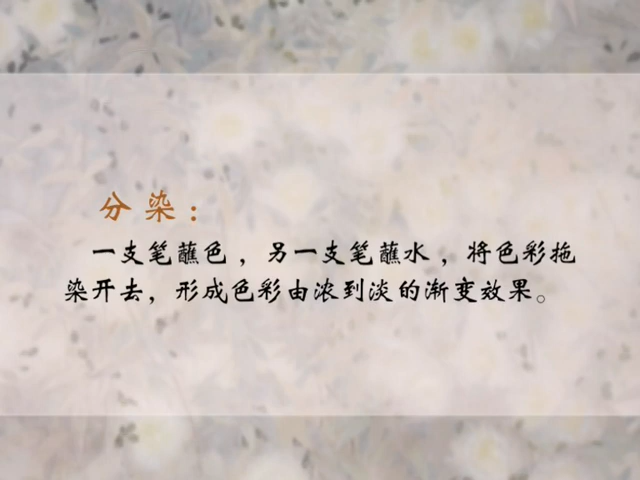 分染：
一支笔蘸色，另一支笔蘸水，将色彩拖
染开去，形成色彩由浓到淡的渐变效果。